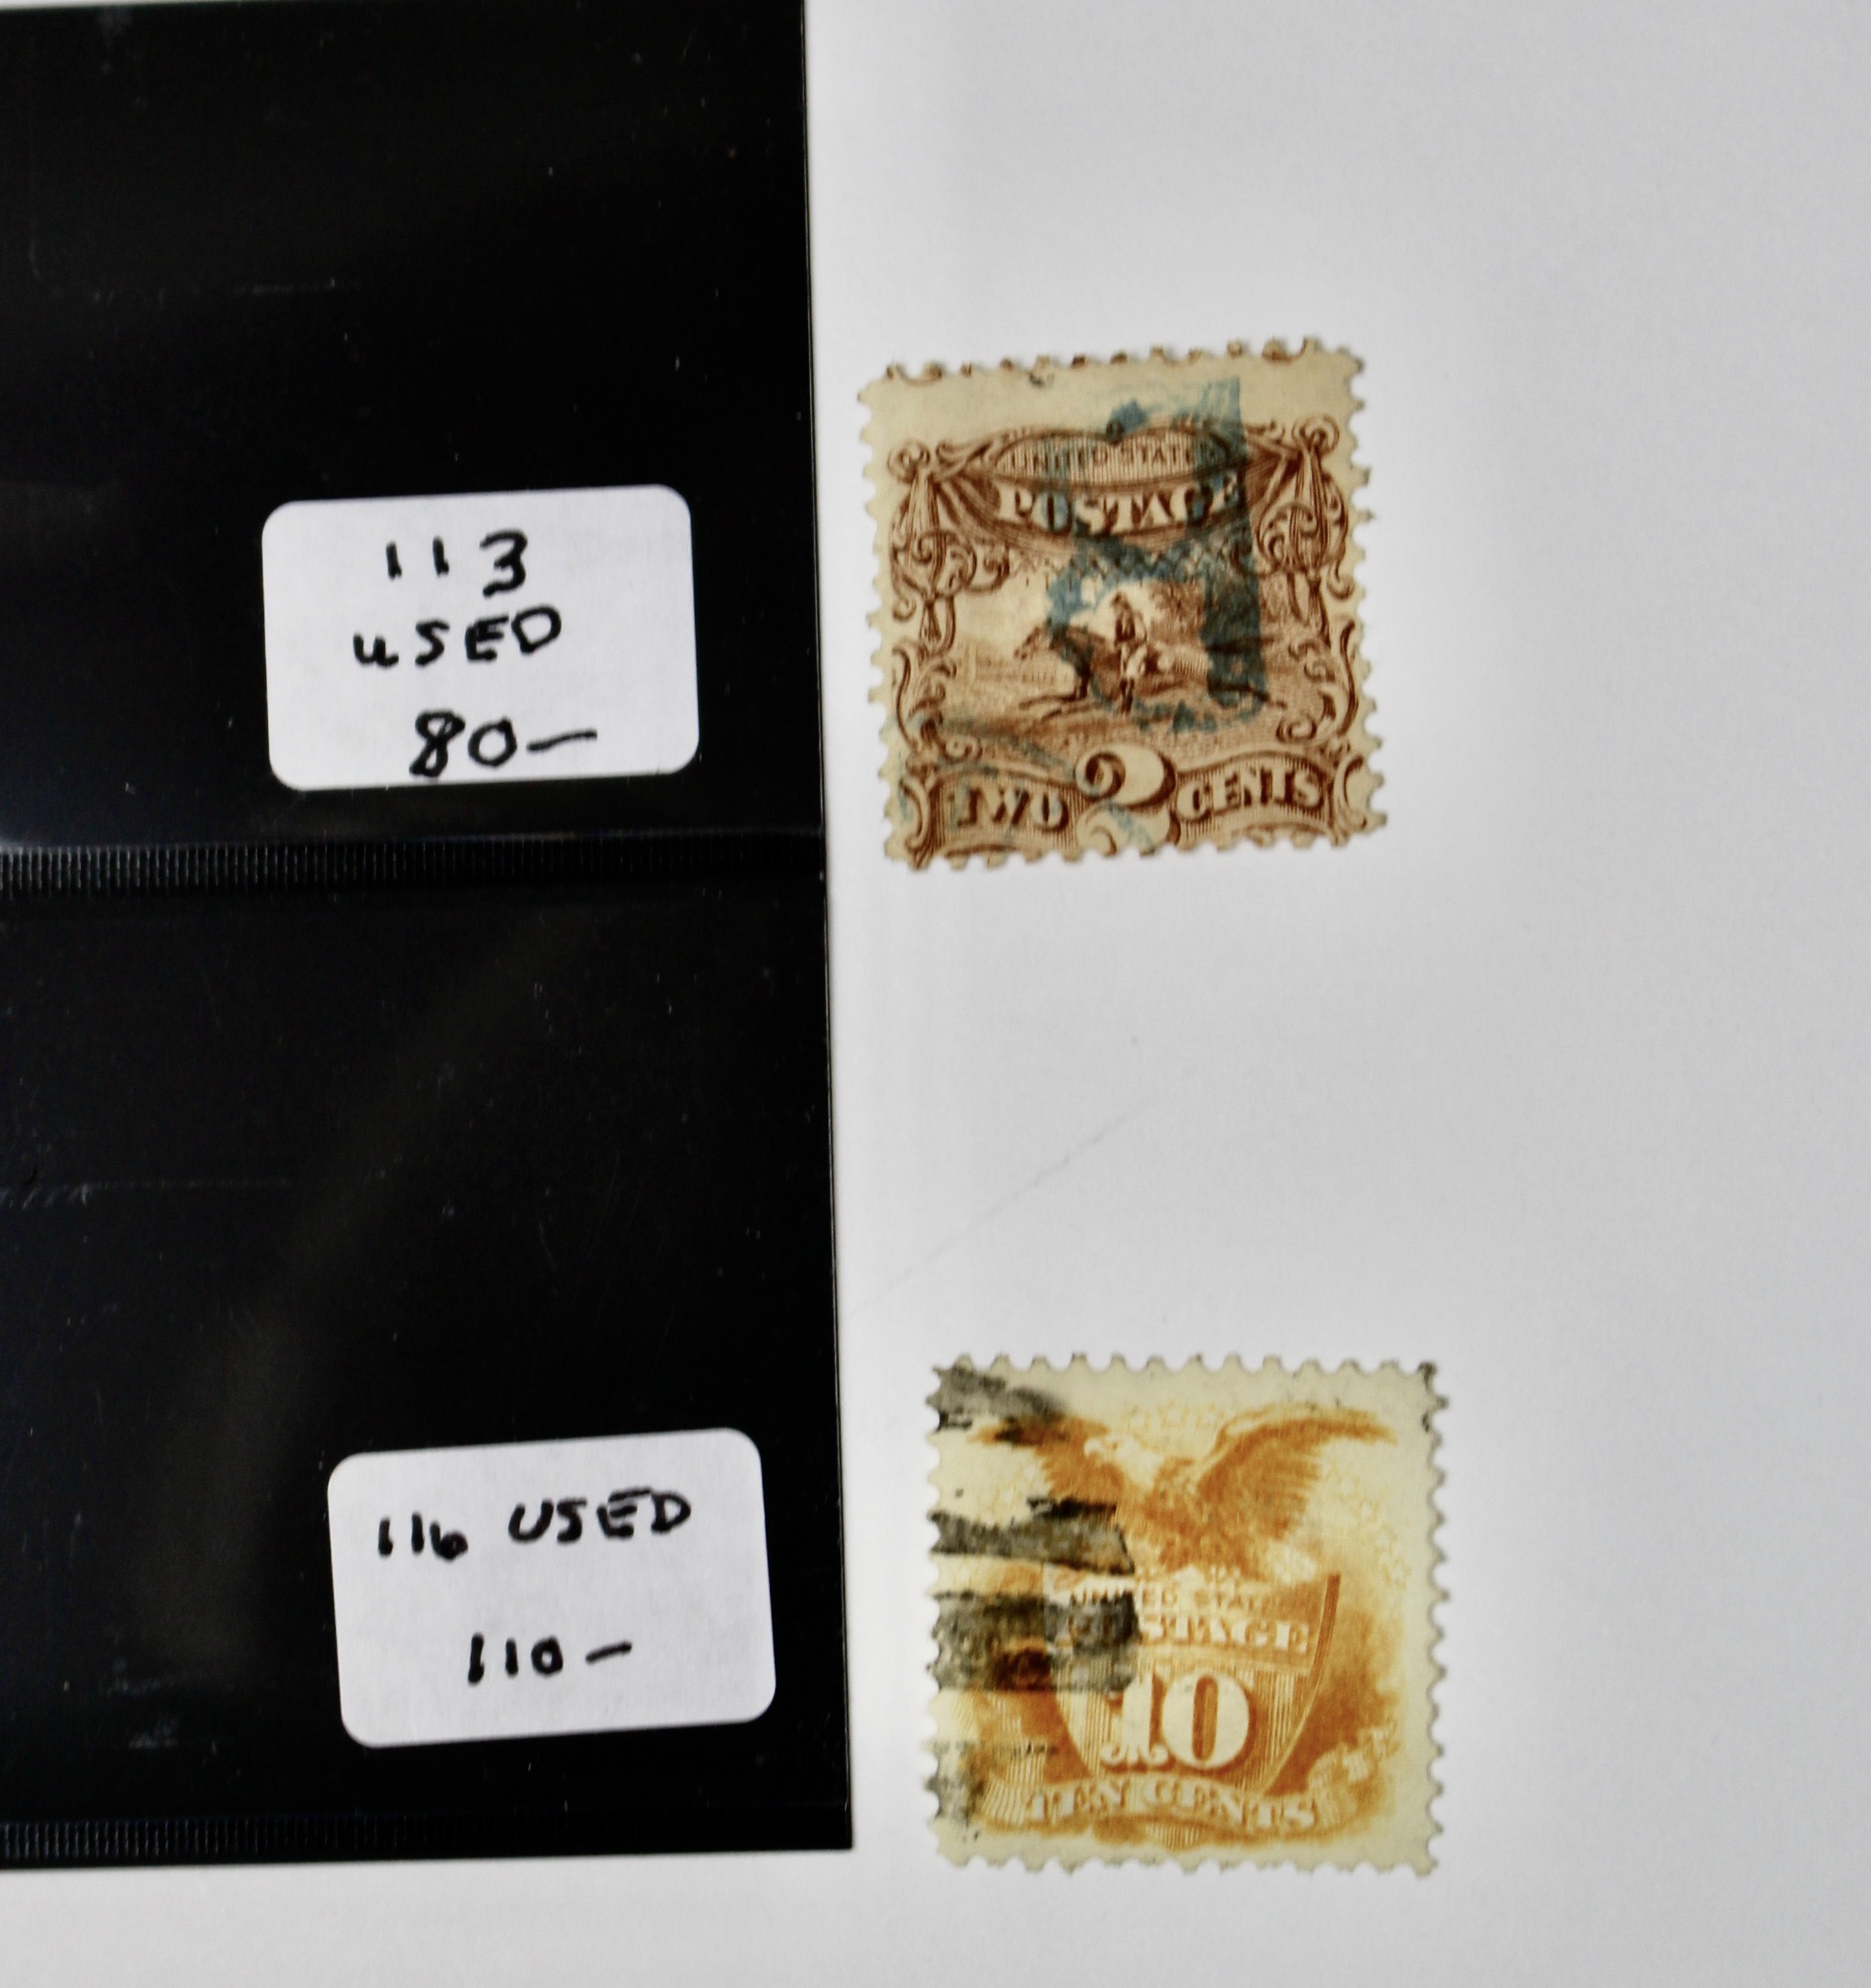 113
USED
80—
UNITED STATES
POSTAGE
2
TWO CENTS
116 USED
110—
UNITED STATES
POSTAGE
10
TEN CENTS